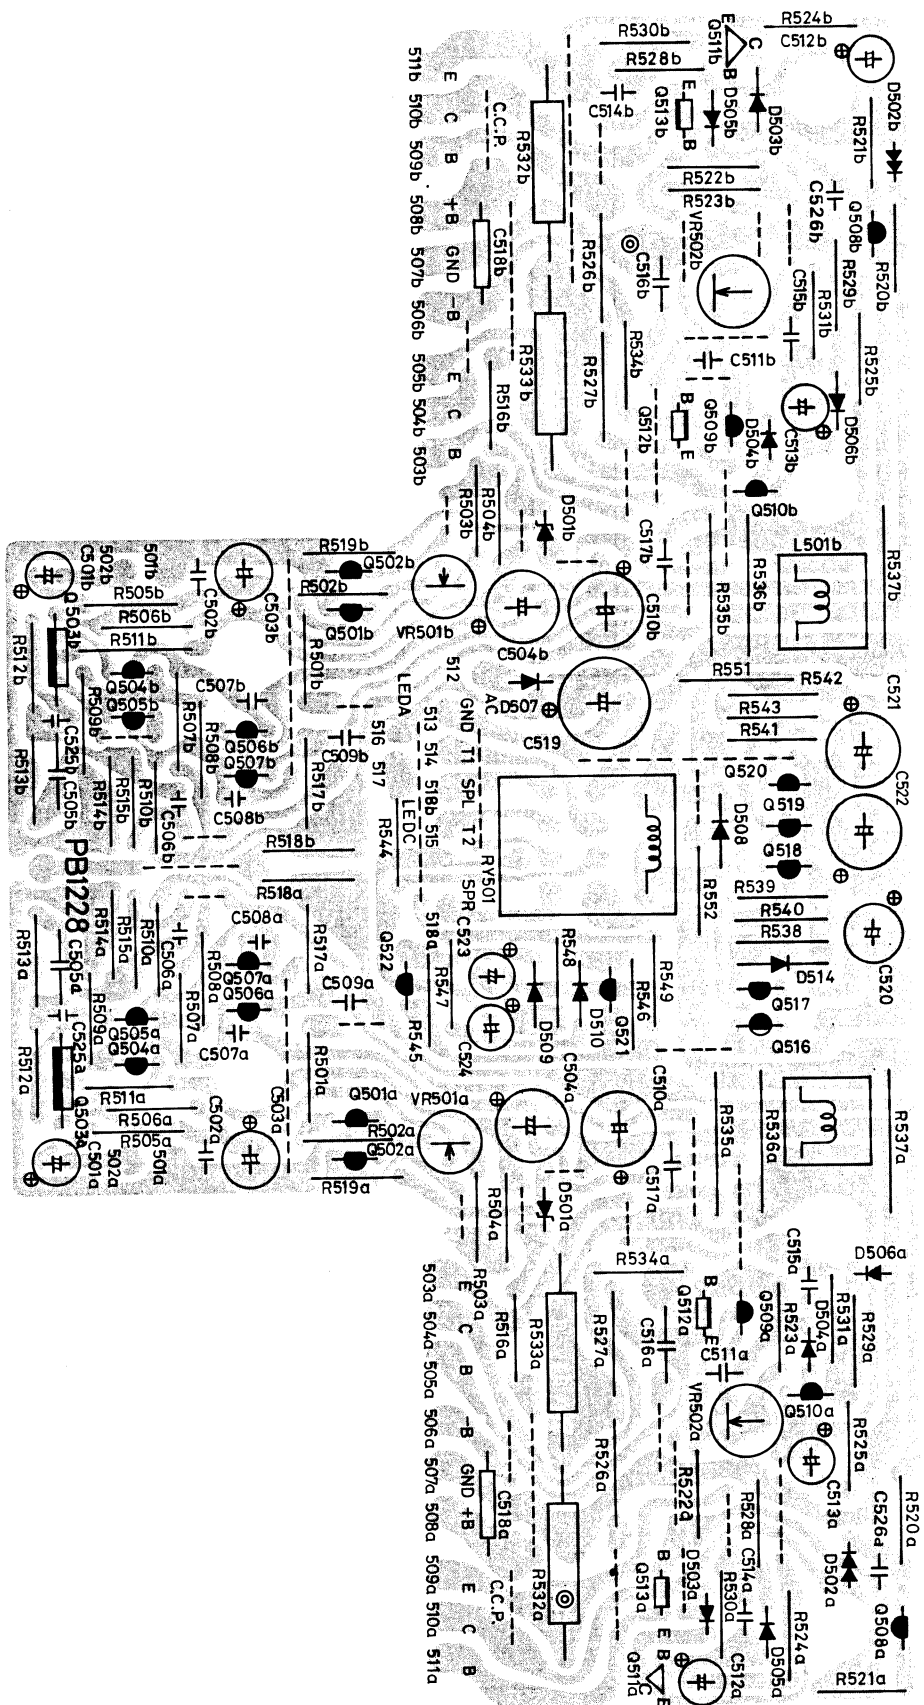 R524b
R530b
E
Q511b
C
B
C512b
R528b
511b
E
510b
C
C.C.P.
R532b
C514b
E
Q513b
B
D505b
D503b
R521b
D502b
509b
B
R522b
R523b
C526b
Q508b
508b
+B
C518b
R526b
C516b
VR502b
C515b
R531b
R529b
R520b
507b
GND
506b
-B
R533b
R534b
R527b
C511b
R525b
505b
E
R516b
504b
C
Q512b
B
E
Q509b
D504b
C513b
D506b
503b
B
R503b
R504b
D501b
Q510b
C517b
R535b
R536b
L501b
R537b
C501b
502b
501b
R519b
Q502b
R502b
R505b
C502b
C503b
Q503b
R506b
Q501b
VR501b
C504b
C510b
R511b
R512b
Q504b
C507b
R501b
512
AC
D507
R551
R542
C521
LEDA
R509b
Q505b
R507b
R508b
Q506b
516
513
GND
C519
R543
R541
C525b
Q507b
C509b
517
514
T1
R513b
C505b
R514b
R515b
R510b
C506b
C508b
R517b
518b
SPL
Q520
C522
D508
Q519
R544
LEDC
515
T2
RY501
Q518
R518b
PB1228
R518a
518a
SPR
R552
R539
R540
R538
R513a
C505a
R514a
R515a
R510a
C506a
C508a
R517a
Q522
C523
R548
R549
D514
C520
Q507a
R508a
Q506a
C509a
R547
R546
Q517
R509a
Q505a
R507a
D509
D510
Q521
C525a
Q504a
C507a
R545
C524
Q516
R512a
R501a
C504a
R511a
Q501a
VR501a
C510a
Q503a
R506a
C502a
C503a
R502a
R535a
R536a
R537a
R505a
Q502a
C501a
502a
501a
R519a
C517a
R504a
D501a
R534a
C515a
D506a
503a
E
R503a
R516a
R533a
R527a
C516a
B
Q512a
E
Q509a
R523a
D504a
R531a
R529a
504a
C
C511a
505a
B
VR502a
Q510a
506a
-B
R526a
R525a
507a
GND
C518a
R522a
R528a
C513a
C526a
R520a
508a
+B
D502a
509a
E
C.C.P.
R532a
B
Q513a
E
D503a
R530a
C514a
R524a
D505a
Q508a
510a
C
511a
B
B
Q511a
C
E
C512a
R521a